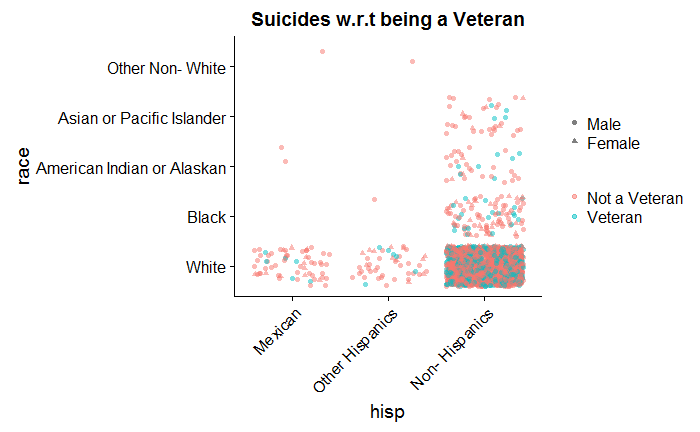 Suicides w.r.t being a Veteran
Other Non- White
Asian or Pacific Islander
American Indian or Alaskan
Black
White
race
Mexican
Other Hispanics
Non- Hispanics
hisp
Male
Female
Not a Veteran
Veteran